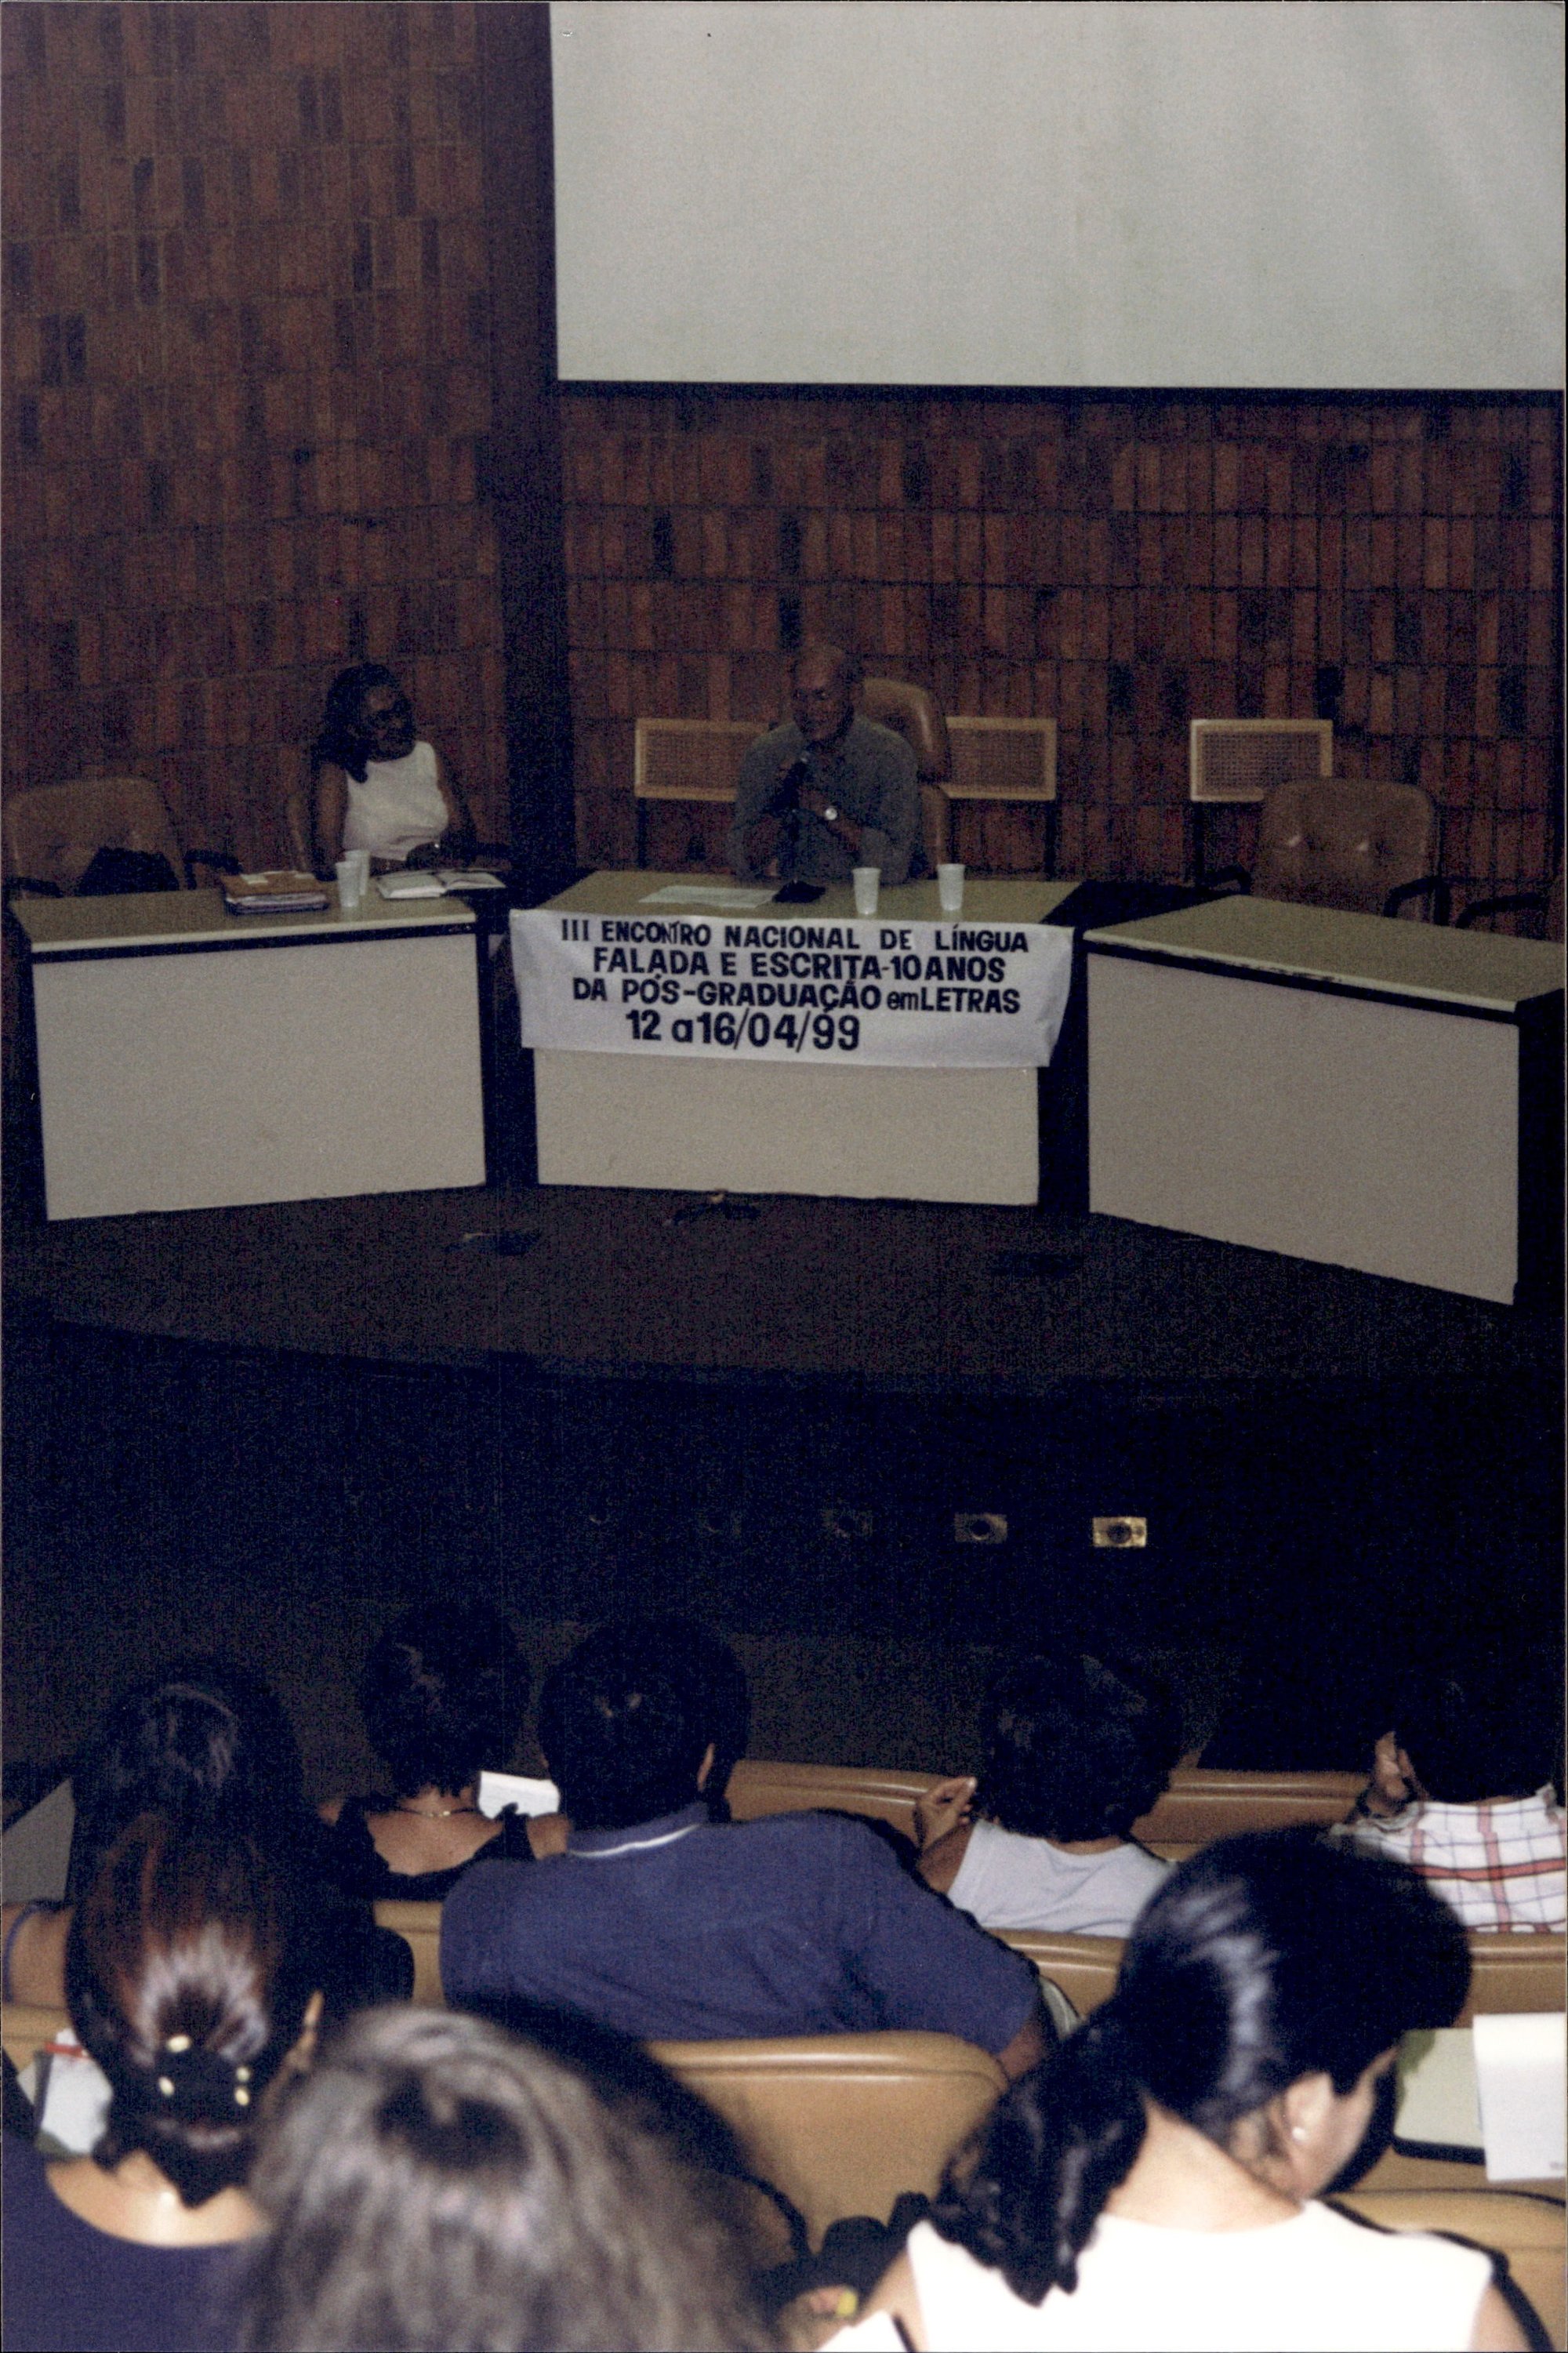 III ENCONTRO NACIONAL DE LÍNGUA
FALADA E ESCRITA-10 ANOS
DA PÓS-GRADUAÇÃO em LETRAS
12 a 16/04/99